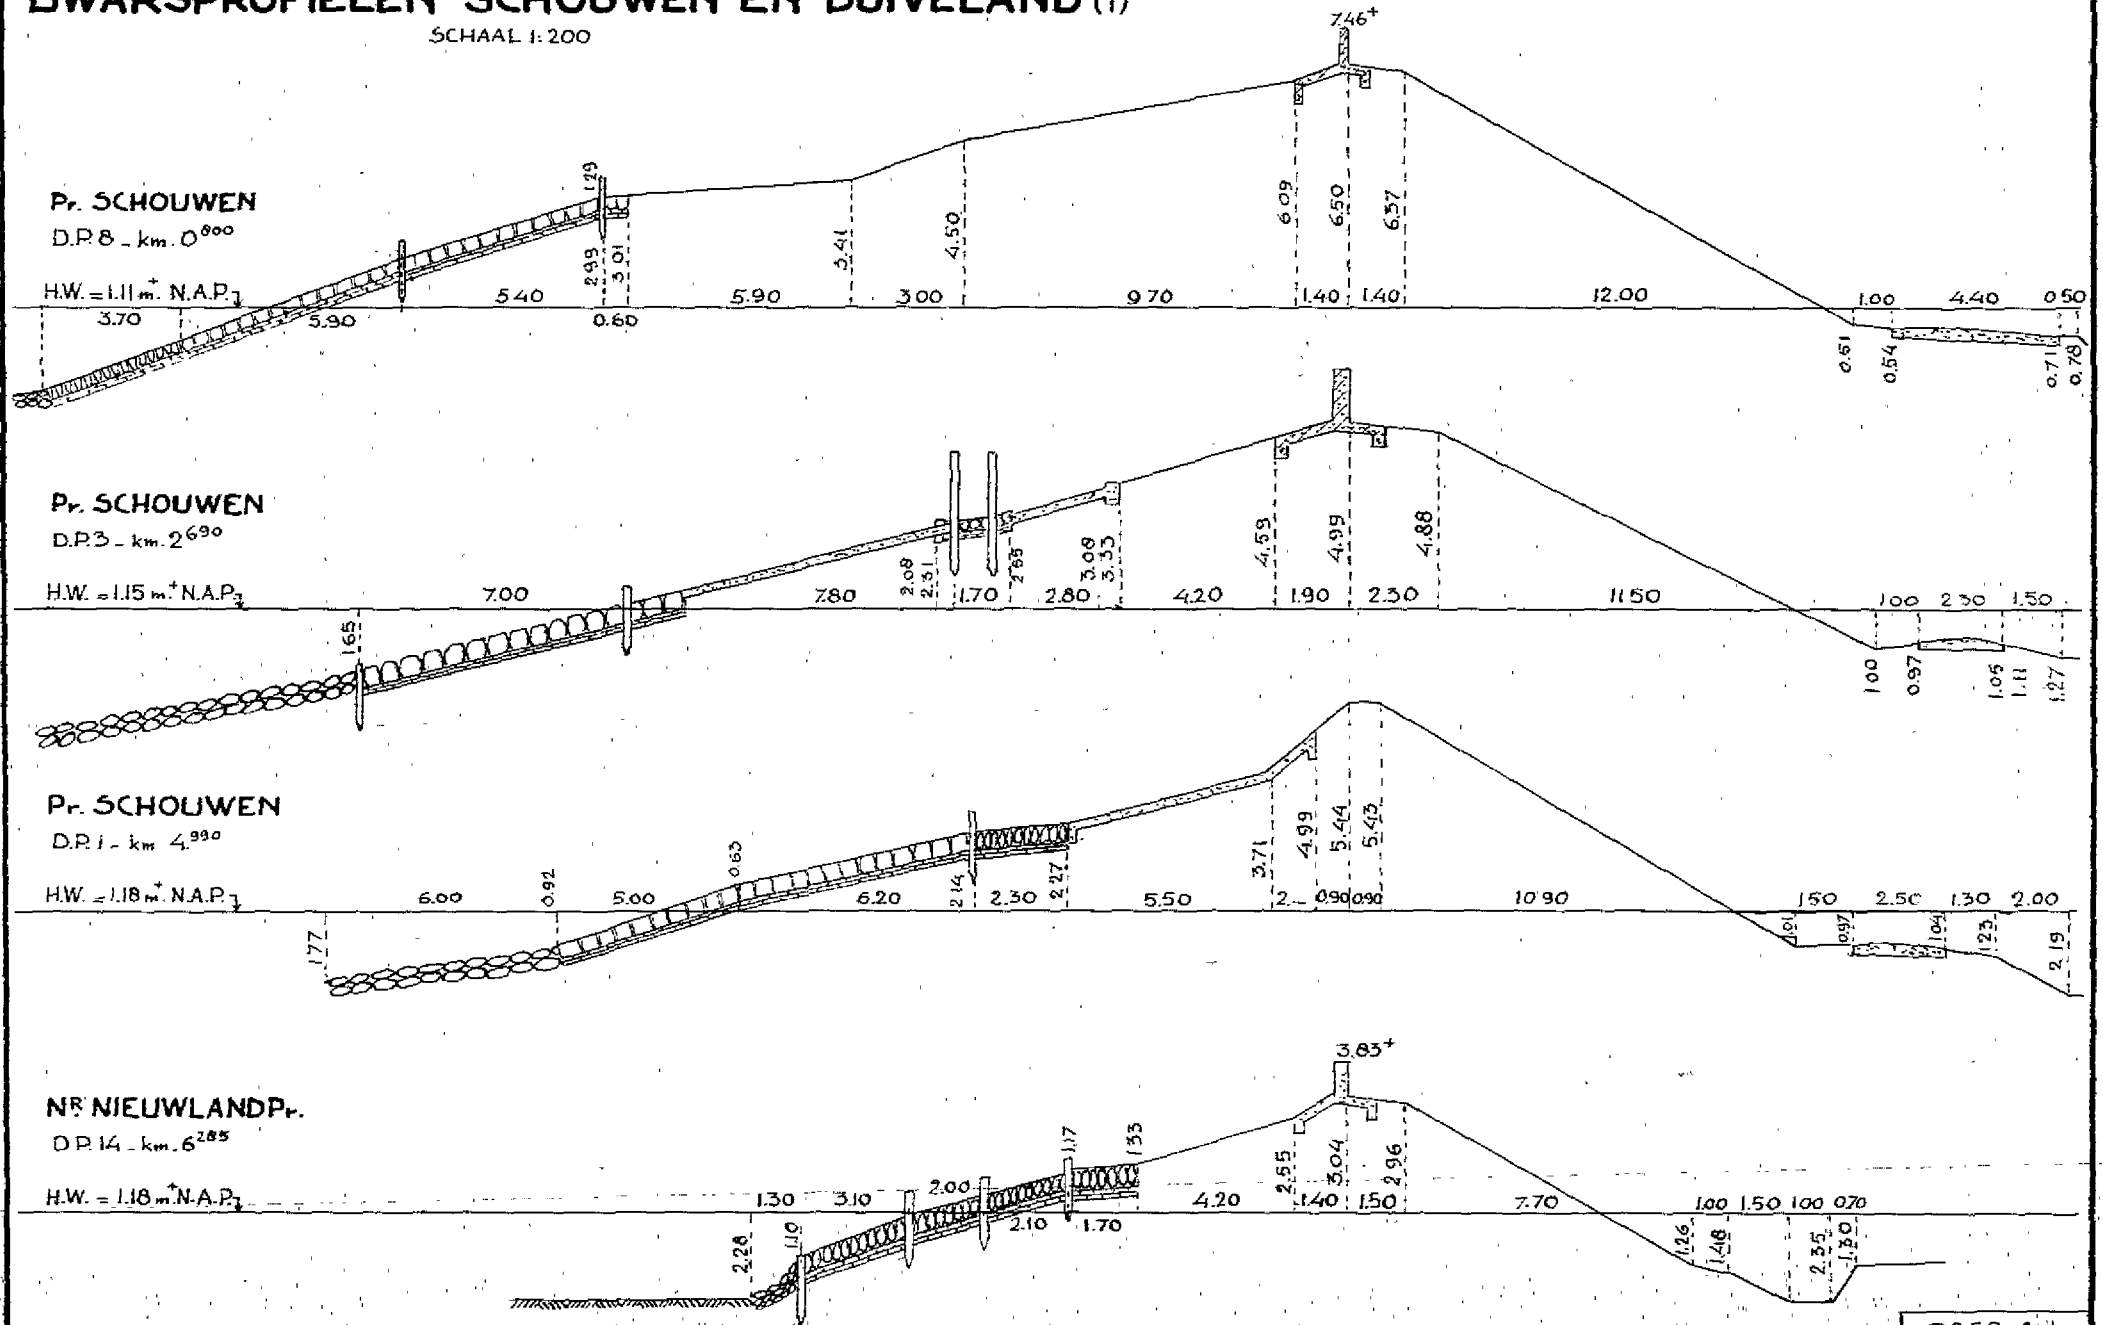 DWARSPROFIELEN SCHOUWEN EN DUIVELAND (1)
SCHAAL 1:200
7.46+
Pr. SCHOUWEN
D.P. 8 - km. 0800
H.W. = 1.11 m.+ N.A.P.
1.29 2.99 3.01 3.41 4.50 6.09 6.50 6.37
3.70 5.90 5.40 0.60 5.90 3.00 9.70 1.40 1.40 12.00 1.00 4.40 0.50
0.51 0.54 0.71 0.78
Pr. SCHOUWEN
D.P. 3 - km. 2690
H.W. = 1.15 m.+ N.A.P.
1.65 2.08 2.31 2.65 3.08 3.33 4.59 4.99 4.88
7.00 7.80 1.70 2.80 4.20 1.90 2.30 11.50 1.00 2.30 1.50
1.00 0.97 1.05 1.11 1.27
Pr. SCHOUWEN
D.P. 1 - km 4.990
H.W. = 1.18 m.+ N.A.P.
1.77 0.92 0.63 2.14 2.27 3.71 4.99 5.44 5.43
6.00 5.00 6.20 2.30 5.50 2.- 0.90 0.90 10.90 1.50 2.50 1.30 2.00
1.01 0.97 1.04 1.23 2.19
3.83+
NR. NIEUWLAND Pr.
D.P. 14 - km. 6285
H.W. = 1.18 m+ N.A.P.
2.28 1.10 1.17 1.33 2.55 3.04 2.96
1.30 3.10 2.00 2.10 1.70 4.20 1.40 1.50 7.70 1.00 1.50 1.00 0.70
1.26 1.48 2.35 1.30